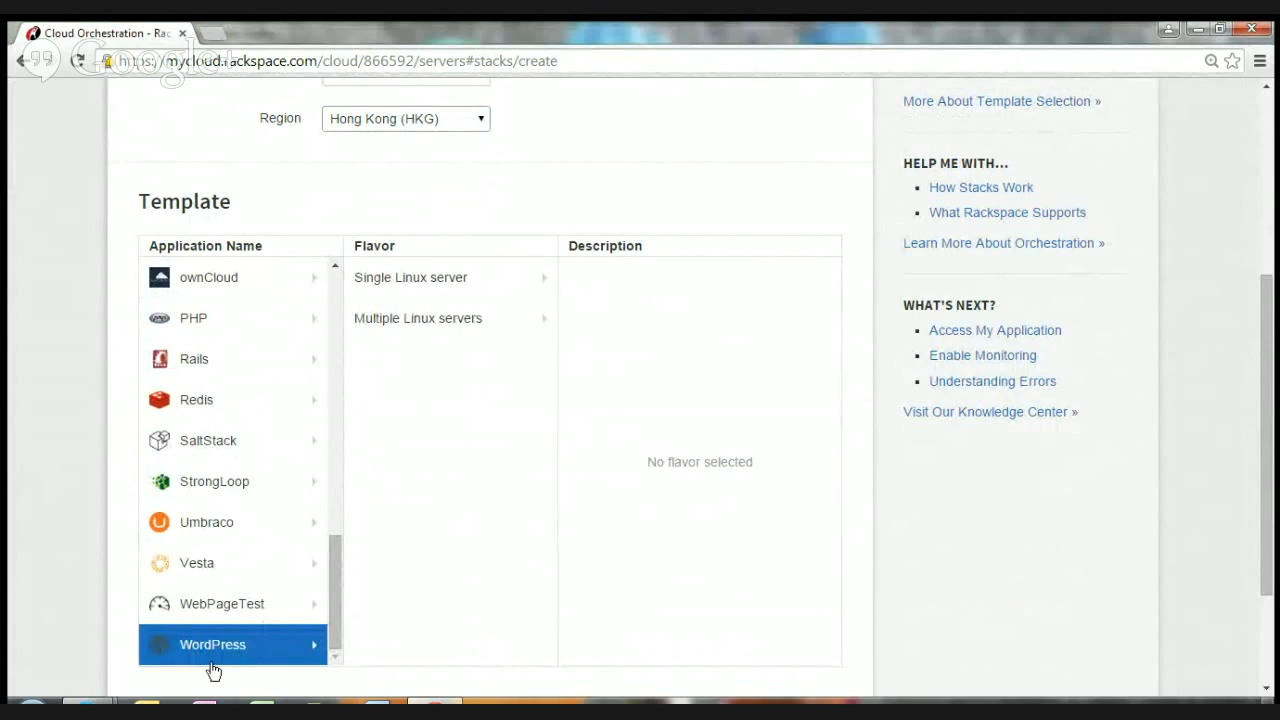 Cloud Orchestration - Rac
Google+
https://mycloud.rackspace.com/cloud/866592/servers#stacks/create
Region
Hong Kong (HKG)
Template
Application Name
Flavor
Description
ownCloud
PHP
Rails
Redis
SaltStack
StrongLoop
Umbraco
Vesta
WebPageTest
WordPress
Single Linux server
Multiple Linux servers
No flavor selected
More About Template Selection »
HELP ME WITH...
How Stacks Work
What Rackspace Supports
Learn More About Orchestration »
WHAT'S NEXT?
Access My Application
Enable Monitoring
Understanding Errors
Visit Our Knowledge Center »